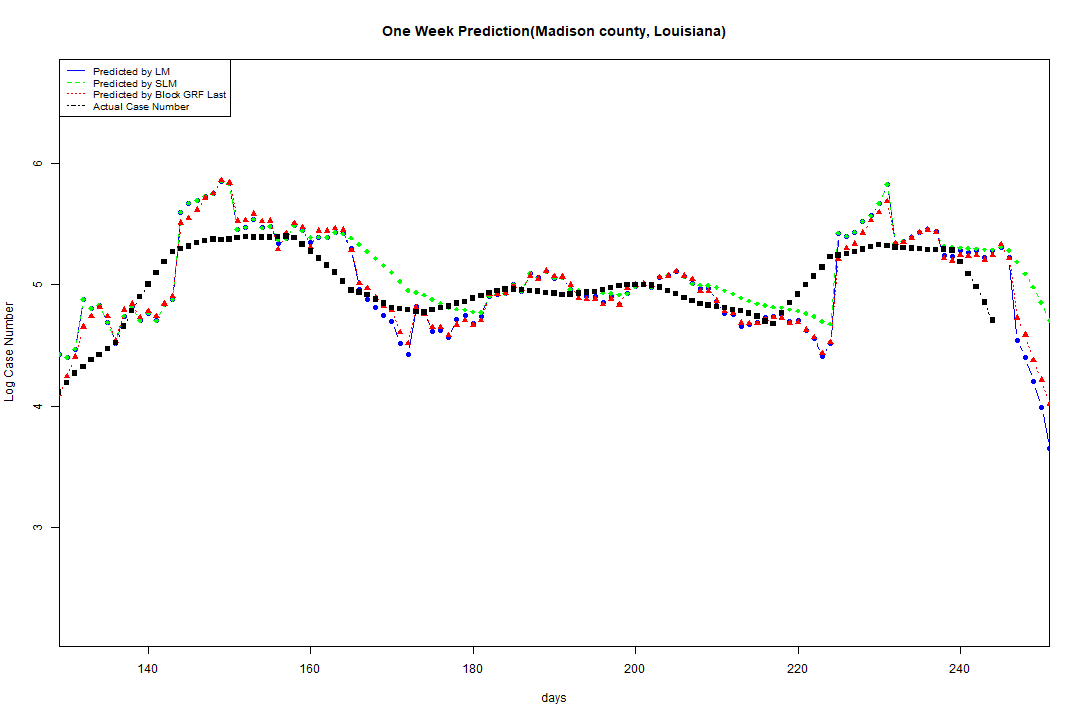 One Week Prediction(Madison county, Louisiana)
Predicted by LM
Predicted by SLM
Predicted by Block GRF Last
Actual Case Number
6
5
4
3
Log Case Number
140 160 180 200 220 240
days